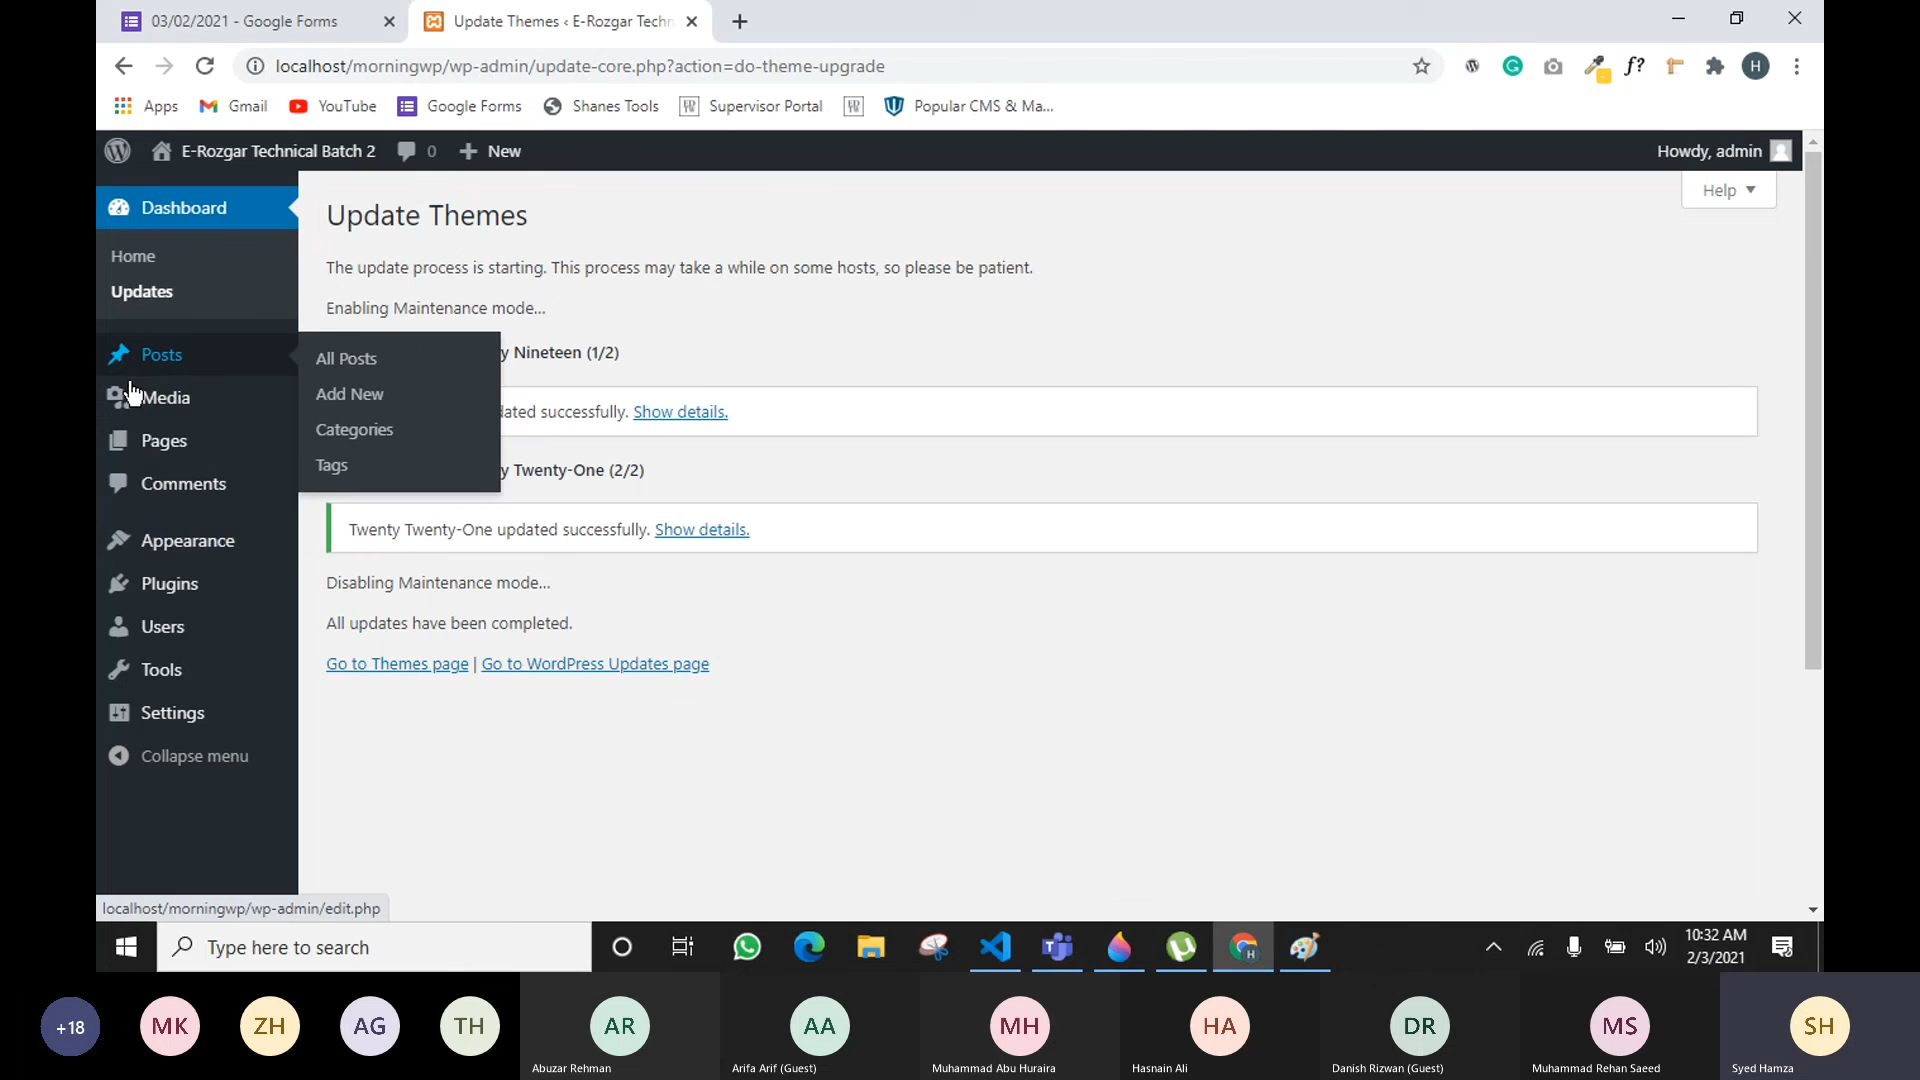 03/02/2021 - Google Forms
Update Themes ‹ E-Rozgar Techn
localhost/morningwp/wp-admin/update-core.php?action=do-theme-upgrade
f?
H
Apps
Gmail
YouTube
Google Forms
Shanes Tools
Supervisor Portal
Popular CMS & Ma...
E-Rozgar Technical Batch 2
0
New
Howdy, admin
Dashboard
Home
Updates
Posts
Media
Pages
Comments
Appearance
Plugins
Users
Tools
Settings
Collapse menu
All Posts
Add New
Categories
Tags
Help
Update Themes
The update process is starting. This process may take a while on some hosts, so please be patient.
Enabling Maintenance mode...
y Nineteen (1/2)
dated successfully. Show details.
y Twenty-One (2/2)
Twenty Twenty-One updated successfully. Show details.
Disabling Maintenance mode...
All updates have been completed.
Go to Themes page | Go to WordPress Updates page
localhost/morningwp/wp-admin/edit.php
Type here to search
10:32 AM
2/3/2021
+18
MK
ZH
AG
TH
AR
Abuzar Rehman
AA
Arifa Arif (Guest)
MH
Muhammad Abu Huraira
HA
Hasnain Ali
DR
Danish Rizwan (Guest)
MS
Muhammad Rehan Saeed
SH
Syed Hamza